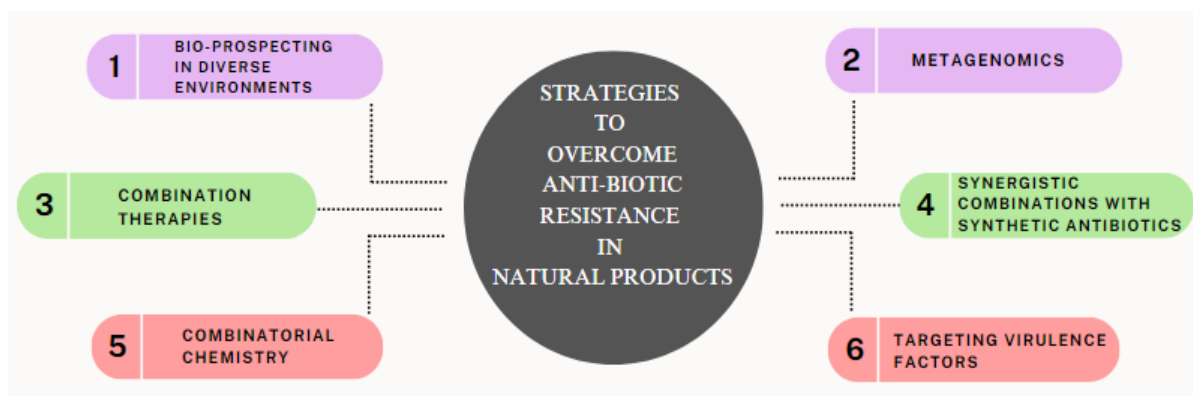 1
BIO-PROSPECTING
IN DIVERSE
ENVIRONMENTS
2
METAGENOMICS
STRATEGIES
TO
OVERCOME
ANTI-BIOTIC
RESISTANCE
IN
NATURAL PRODUCTS
3
COMBINATION
THERAPIES
4
SYNERGISTIC
COMBINATIONS WITH
SYNTHETIC ANTIBIOTICS
5
COMBINATORIAL
CHEMISTRY
6
TARGETING VIRULENCE
FACTORS